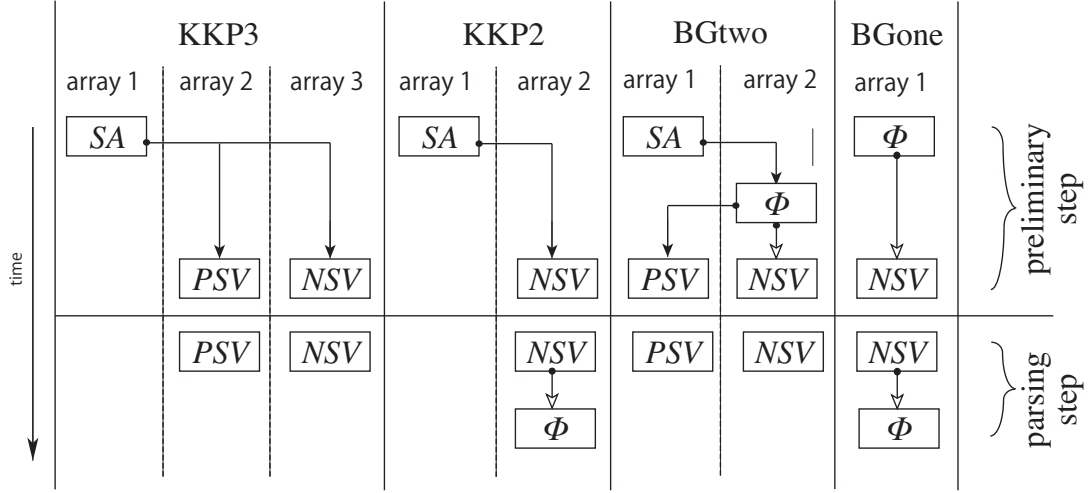 KKP3 KKP2 BGtwo BGone
array 1 array 2 array 3 array 1 array 2 array 1 array 2 array 1
SA SA SA Φ
Φ
PSV NSV NSV PSV NSV NSV
preliminary
step
time
PSV NSV NSV PSV NSV NSV
Φ Φ
parsing
step